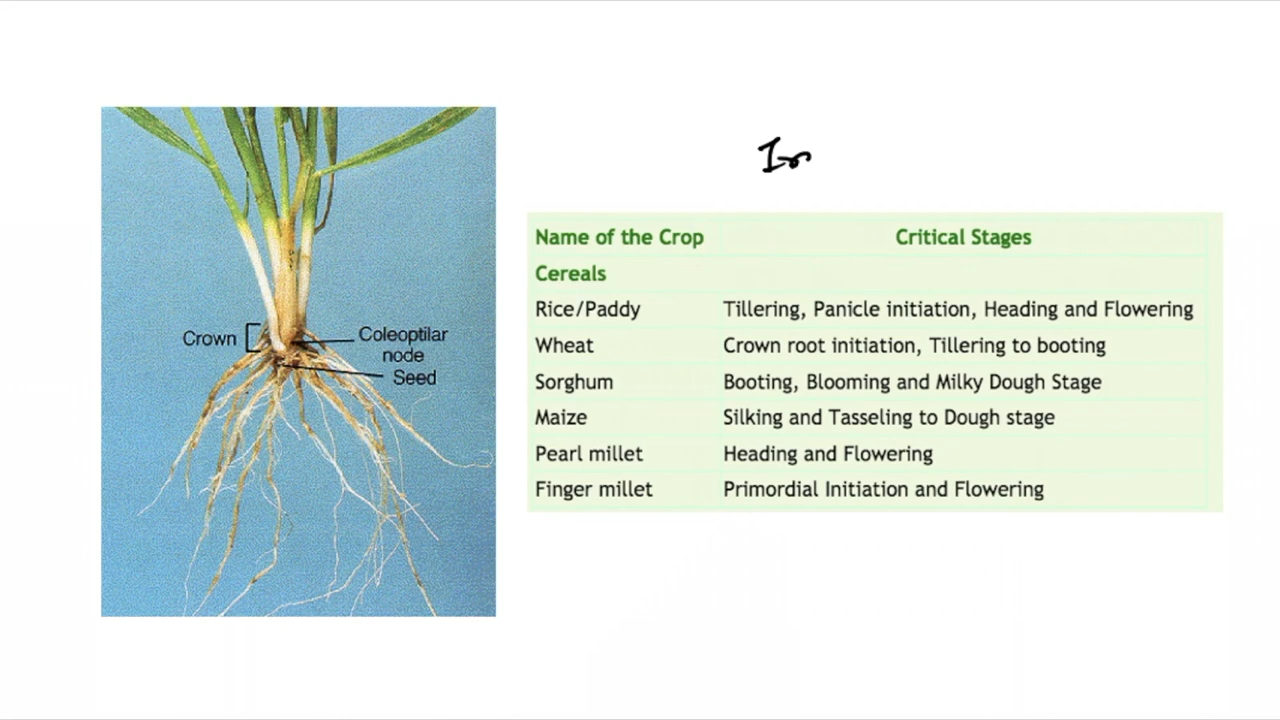 Crown
Coleoptilar
node
Seed
Name of the Crop Critical Stages
Cereals
Rice/Paddy Tillering, Panicle initiation, Heading and Flowering
Wheat Crown root initiation, Tillering to booting
Sorghum Booting, Blooming and Milky Dough Stage
Maize Silking and Tasseling to Dough stage
Pearl millet Heading and Flowering
Finger millet Primordial Initiation and Flowering